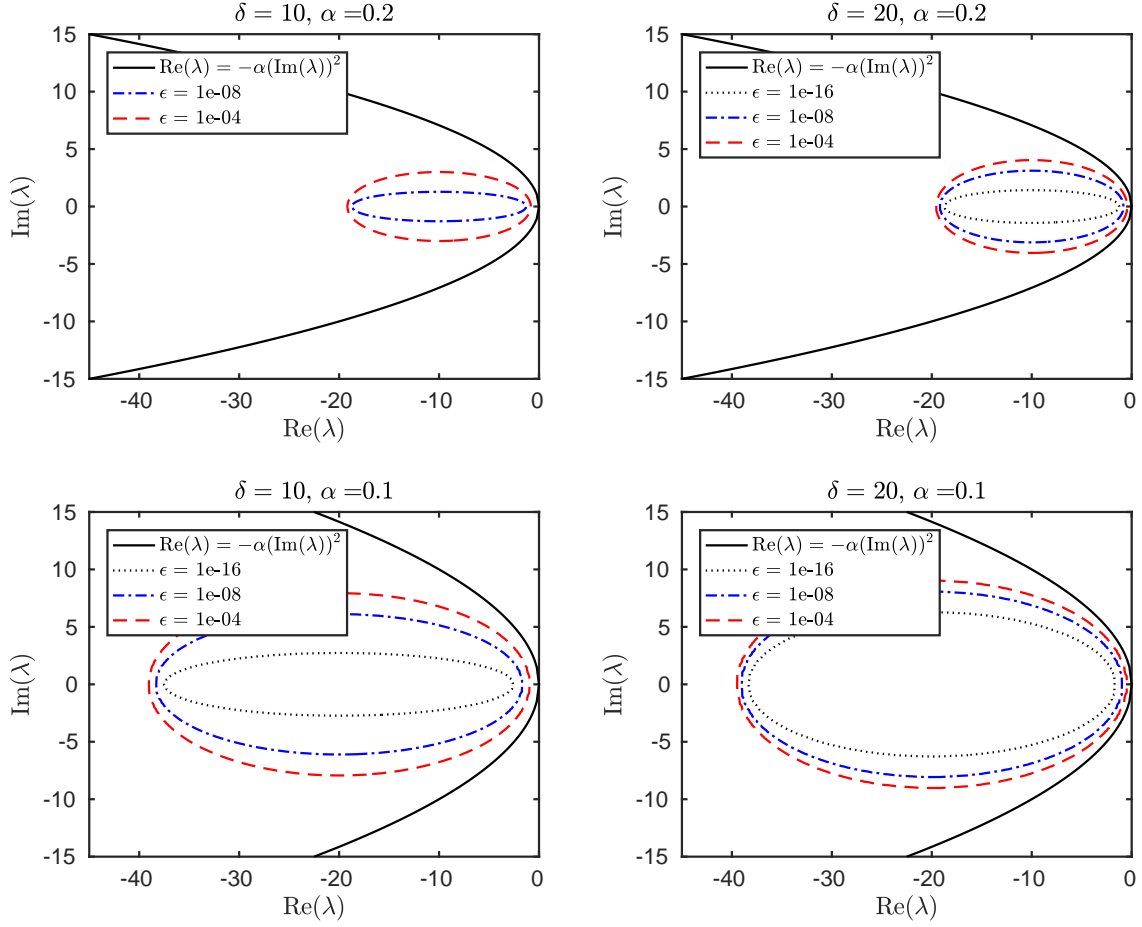 δ = 10, α =0.2
15
10
5
0
-5
-10
-15
Im(λ)
Re(λ) = −α(Im(λ))²
ϵ = 1e-08
ϵ = 1e-04
-40 -30 -20 -10 0
Re(λ)
δ = 20, α =0.2
15
10
5
0
-5
-10
-15
Im(λ)
Re(λ) = −α(Im(λ))²
ϵ = 1e-16
ϵ = 1e-08
ϵ = 1e-04
-40 -30 -20 -10 0
Re(λ)
δ = 10, α =0.1
15
10
5
0
-5
-10
-15
Im(λ)
Re(λ) = −α(Im(λ))²
ϵ = 1e-16
ϵ = 1e-08
ϵ = 1e-04
-40 -30 -20 -10 0
Re(λ)
δ = 20, α =0.1
15
10
5
0
-5
-10
-15
Im(λ)
Re(λ) = −α(Im(λ))²
ϵ = 1e-16
ϵ = 1e-08
ϵ = 1e-04
-40 -30 -20 -10 0
Re(λ)